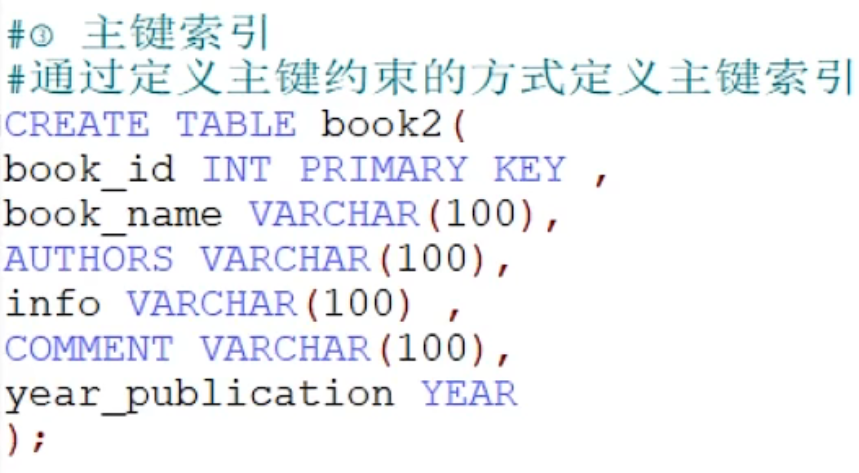 #③ 主键索引
#通过定义主键约束的方式定义主键索引
CREATE TABLE book2(
book_id INT PRIMARY KEY ,
book_name VARCHAR(100),
AUTHORS VARCHAR(100),
info VARCHAR(100) ,
COMMENT VARCHAR(100),
year_publication YEAR
);